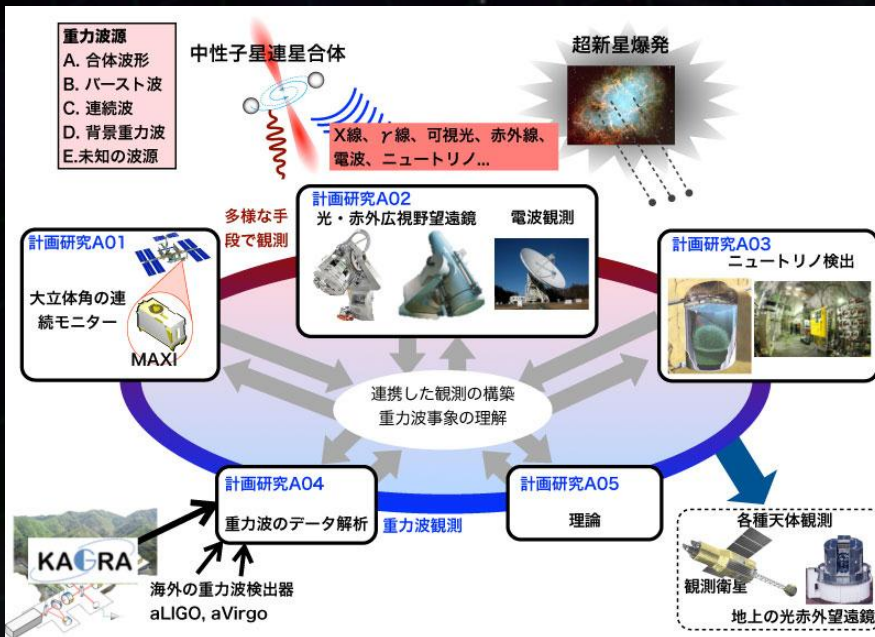 重力波源
A. 合体波形
B. バースト波
C. 連続波
D. 背景重力波
E.未知の波源
中性子星連星合体
超新星爆発
X線、γ線、可視光、赤外線、
電波、ニュートリノ...
多様な手
段で観測
計画研究A01
大立体角の連
続モニター
MAXI
計画研究A02
光・赤外広視野望遠鏡
電波観測
計画研究A03
ニュートリノ検出
連携した観測の構築
重力波事象の理解
計画研究A04
重力波のデータ解析
重力波観測
計画研究A05
理論
KAGRA
海外の重力波検出器
aLIGO, aVirgo
各種天体観測
観測衛星
地上の光赤外望遠鏡